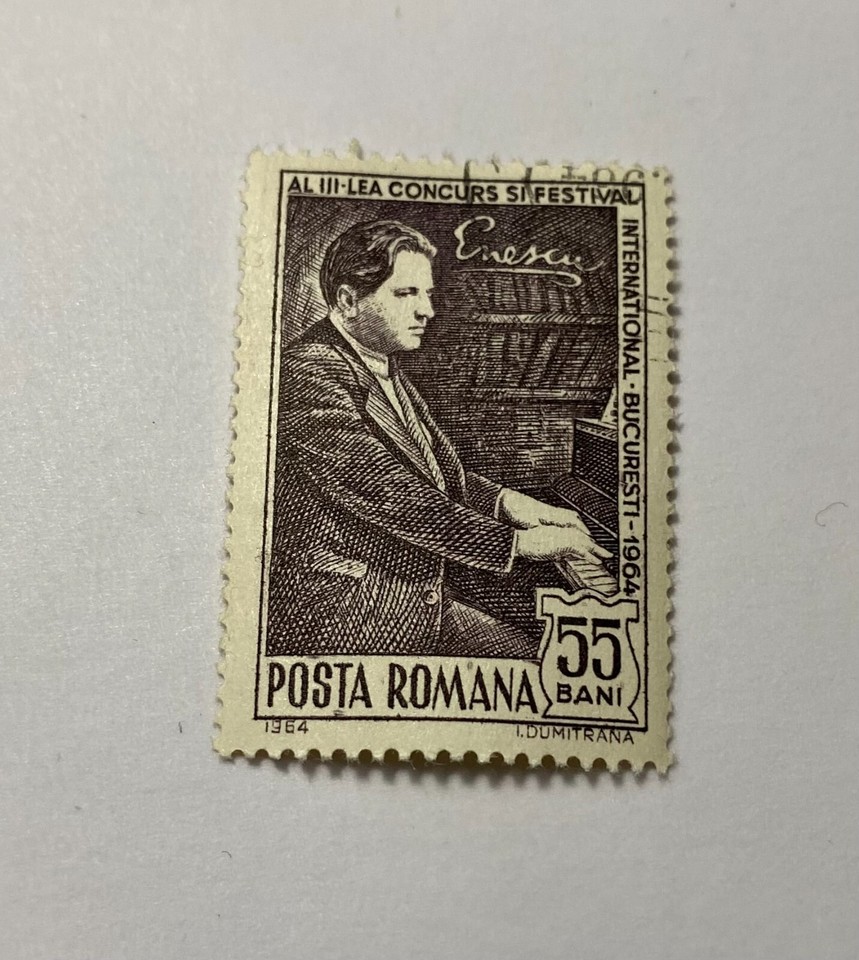 AL III-LEA CONCURS SI FESTIVAL
INTERNATIONAL · BUCURESTI - 1964
Enescu
55
BANI
POSTA ROMANA
1964
I.DUMITRANA